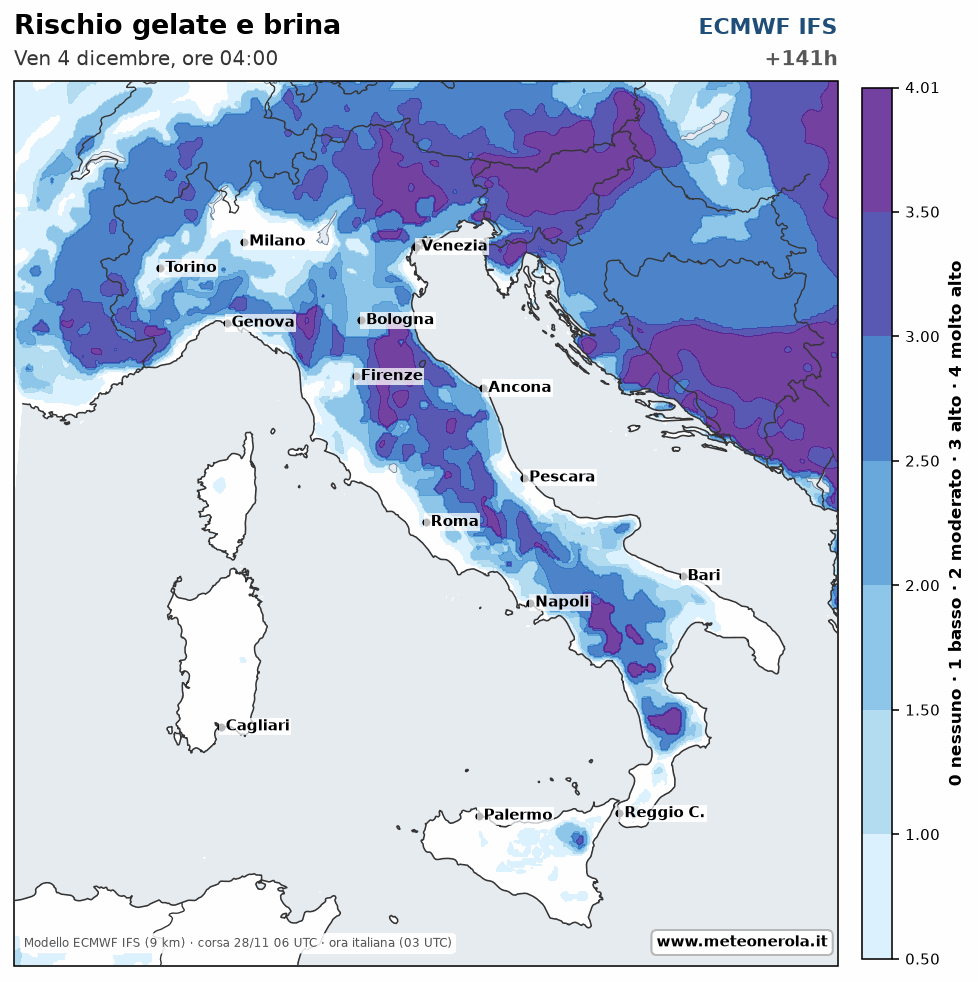 Rischio gelate e brina
ECMWF IFS
Ven 4 dicembre, ore 04:00
+141h
4.01
3.50
3.00
2.50
2.00
1.50
1.00
0.50
0 nessuno · 1 basso · 2 moderato · 3 alto · 4 molto alto
Milano
Venezia
Torino
Genova
Bologna
Firenze
Ancona
Pescara
Roma
Bari
Napoli
Cagliari
Palermo
Reggio C.
Modello ECMWF IFS (9 km) · corsa 28/11 06 UTC · ora italiana (03 UTC)
www.meteonerola.it